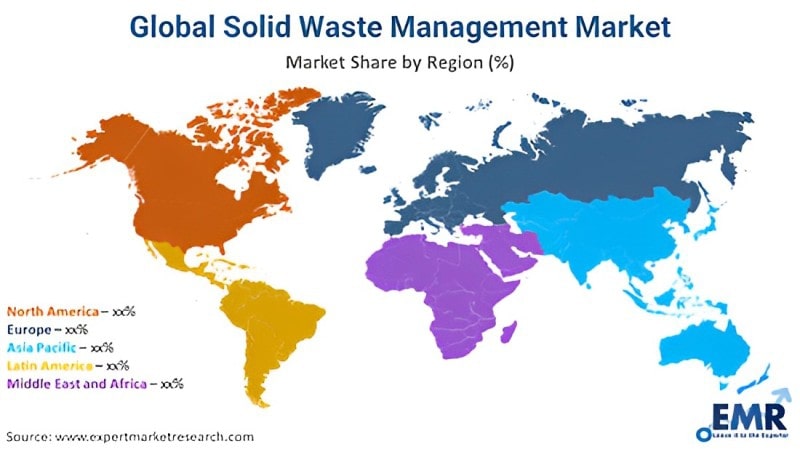 Global Solid Waste Management Market
Market Share by Region (%)
North America – xx%
Europe – xx%
Asia Pacific – xx%
Latin America – xx%
Middle East and Africa – xx%
EMR
Source: www.expertmarketresearch.com